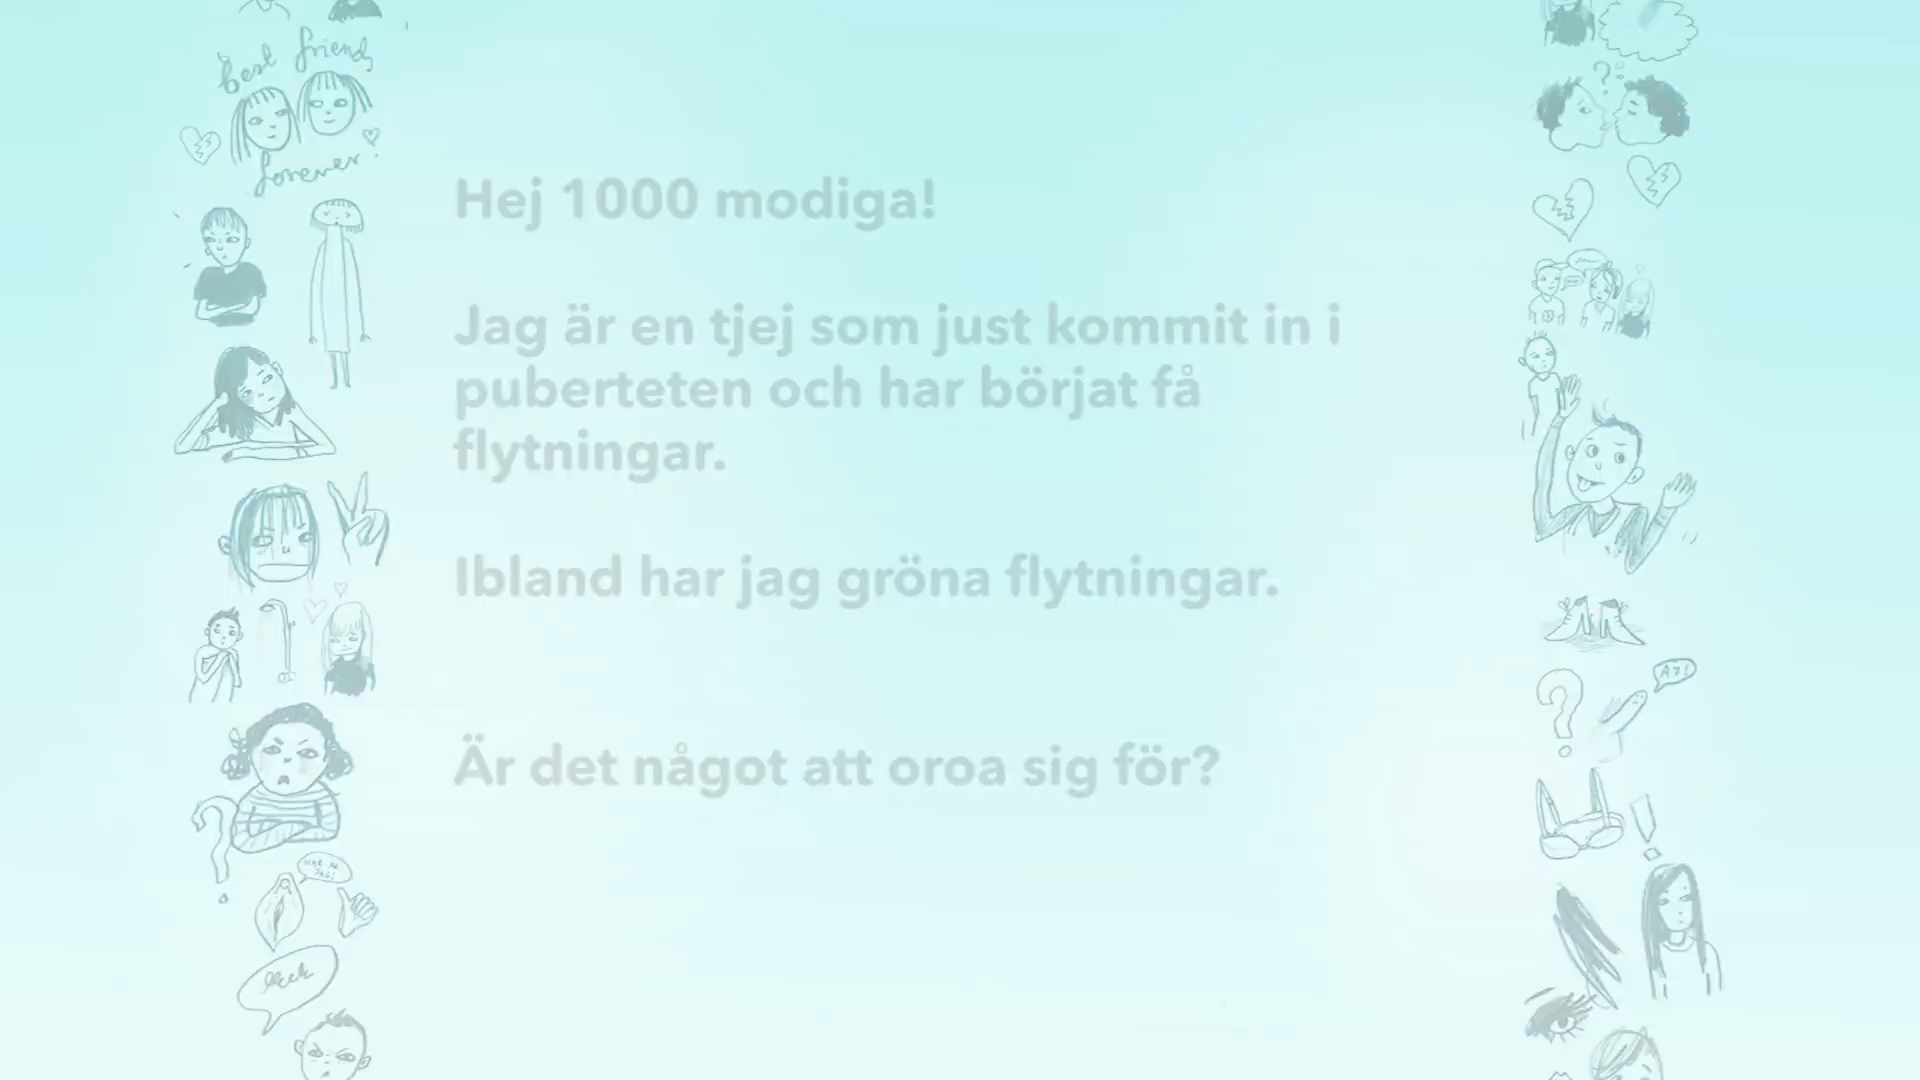 best friends
forever
Hej 1000 modiga!
Jag är en tjej som just kommit in i
puberteten och har börjat få
flytningar.
Ibland har jag gröna flytningar.
AJ!
Är det något att oroa sig för?